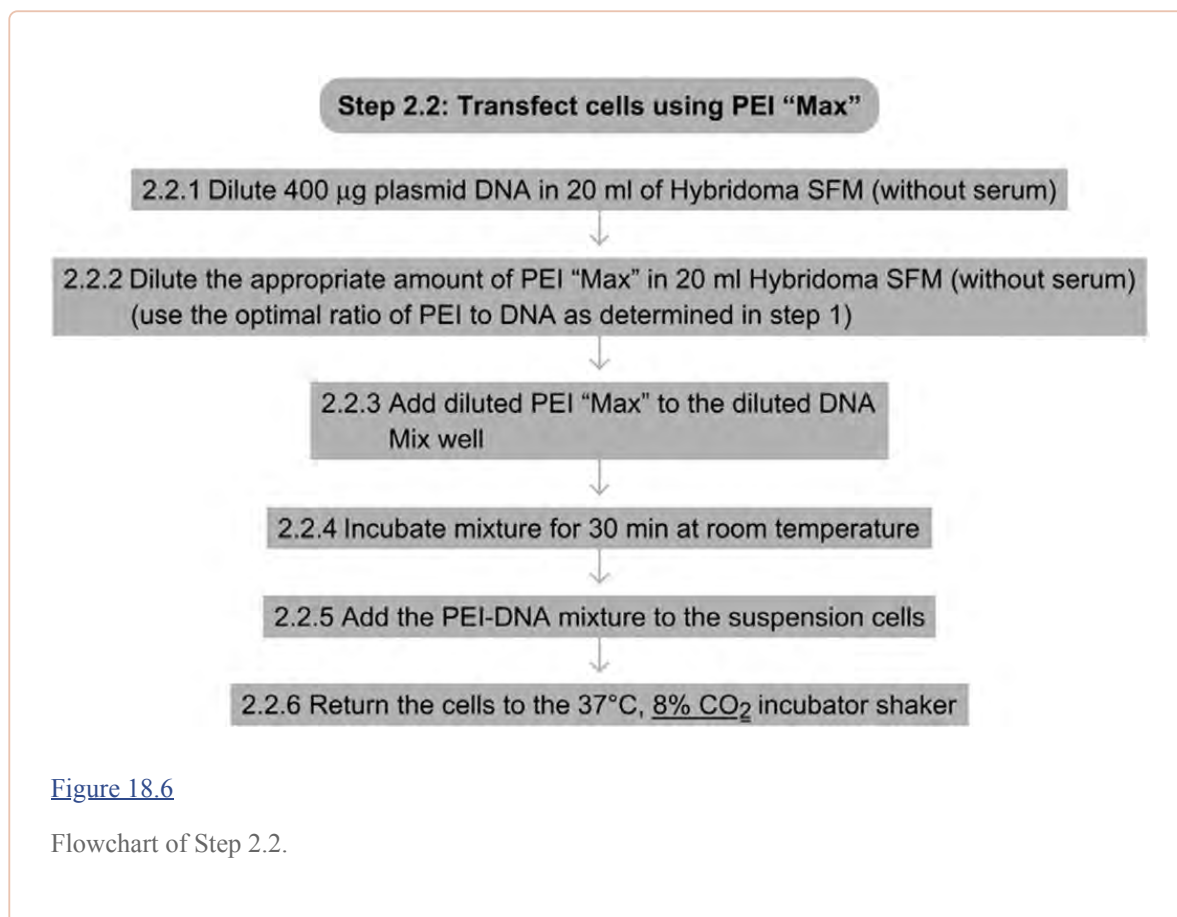 Step 2.2: Transfect cells using PEI “Max”
2.2.1 Dilute 400 μg plasmid DNA in 20 ml of Hybridoma SFM (without serum)
2.2.2 Dilute the appropriate amount of PEI “Max” in 20 ml Hybridoma SFM (without serum)
(use the optimal ratio of PEI to DNA as determined in step 1)
2.2.3 Add diluted PEI “Max” to the diluted DNA
Mix well
2.2.4 Incubate mixture for 30 min at room temperature
2.2.5 Add the PEI-DNA mixture to the suspension cells
2.2.6 Return the cells to the 37°C, 8% CO₂ incubator shaker
Figure 18.6
Flowchart of Step 2.2.